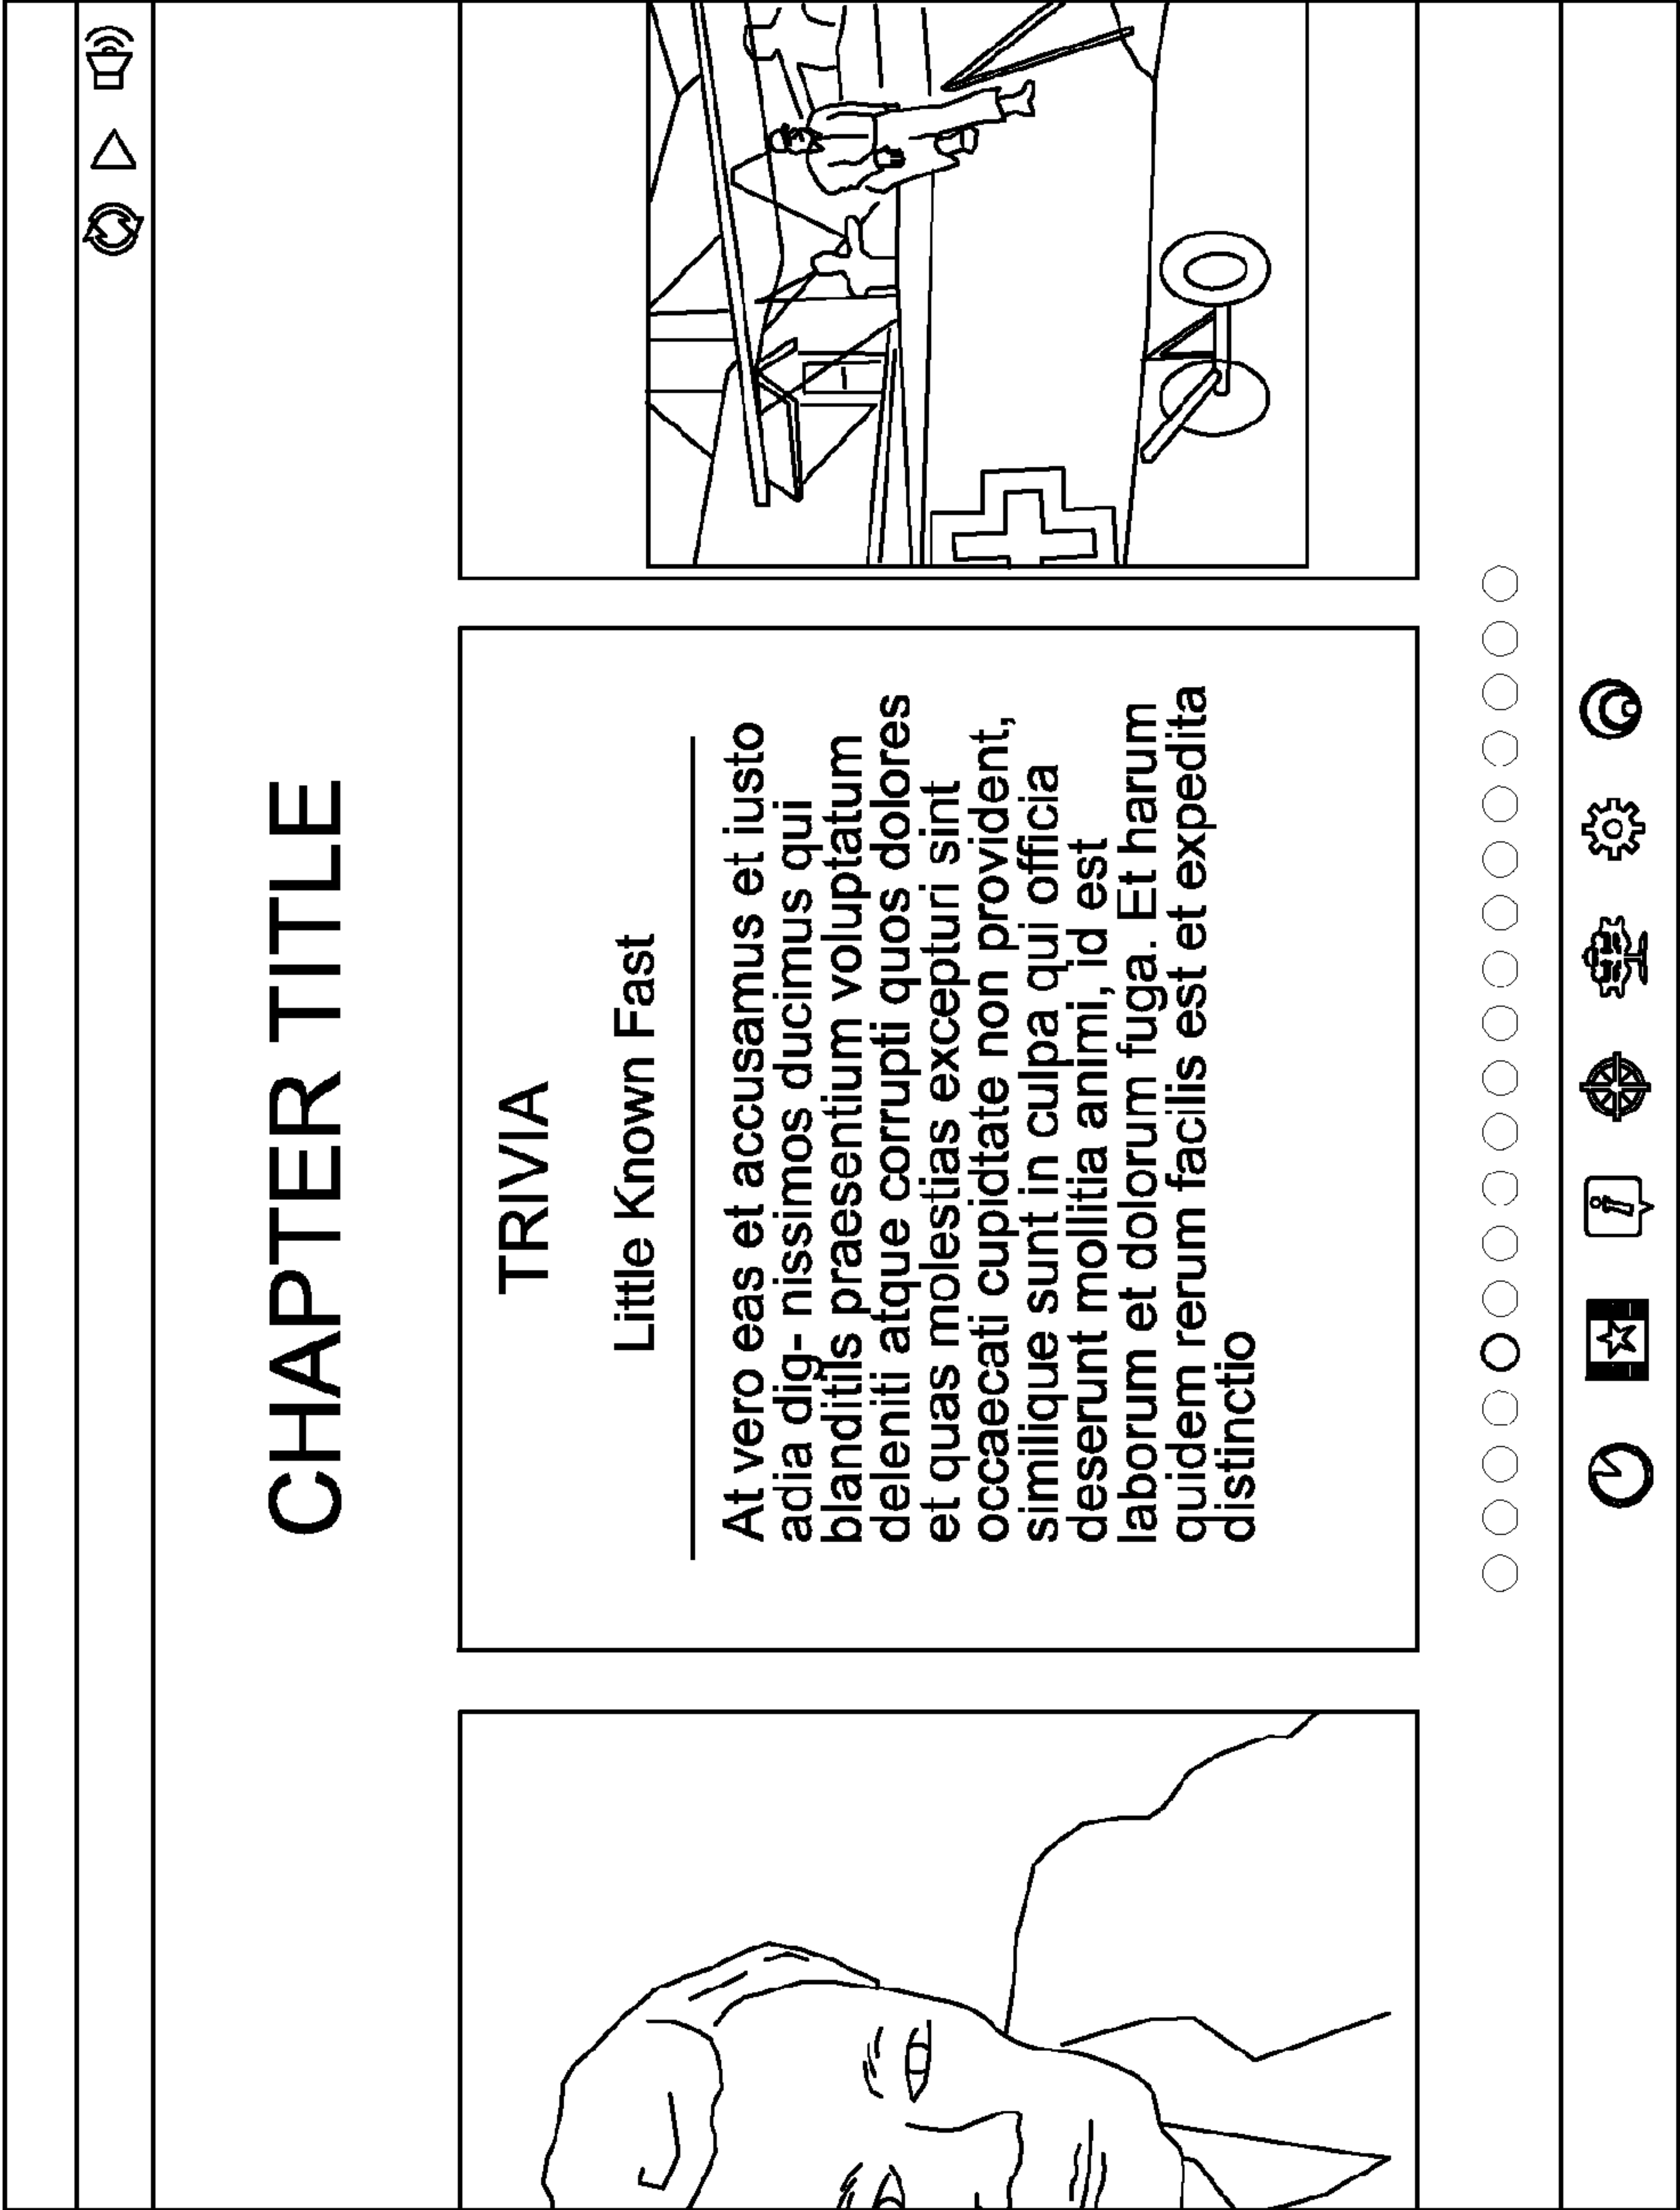 CHAPTER TITLE
TRIVIA
Little Known Fast
At vero eas et accusamus et iusto
adia dig- nissimos ducimus qui
blanditils praesentium voluptatum
deleniti atque corrupti quos dolores
et quas molestias excepturi sint
occaecati cupidtate non provident,
similique sunt in culpa qui officia
deserunt mollitia animi, id est
laborum et dolorum fuga. Et harum
quidem rerum facilis est et expedita
distinctio
i